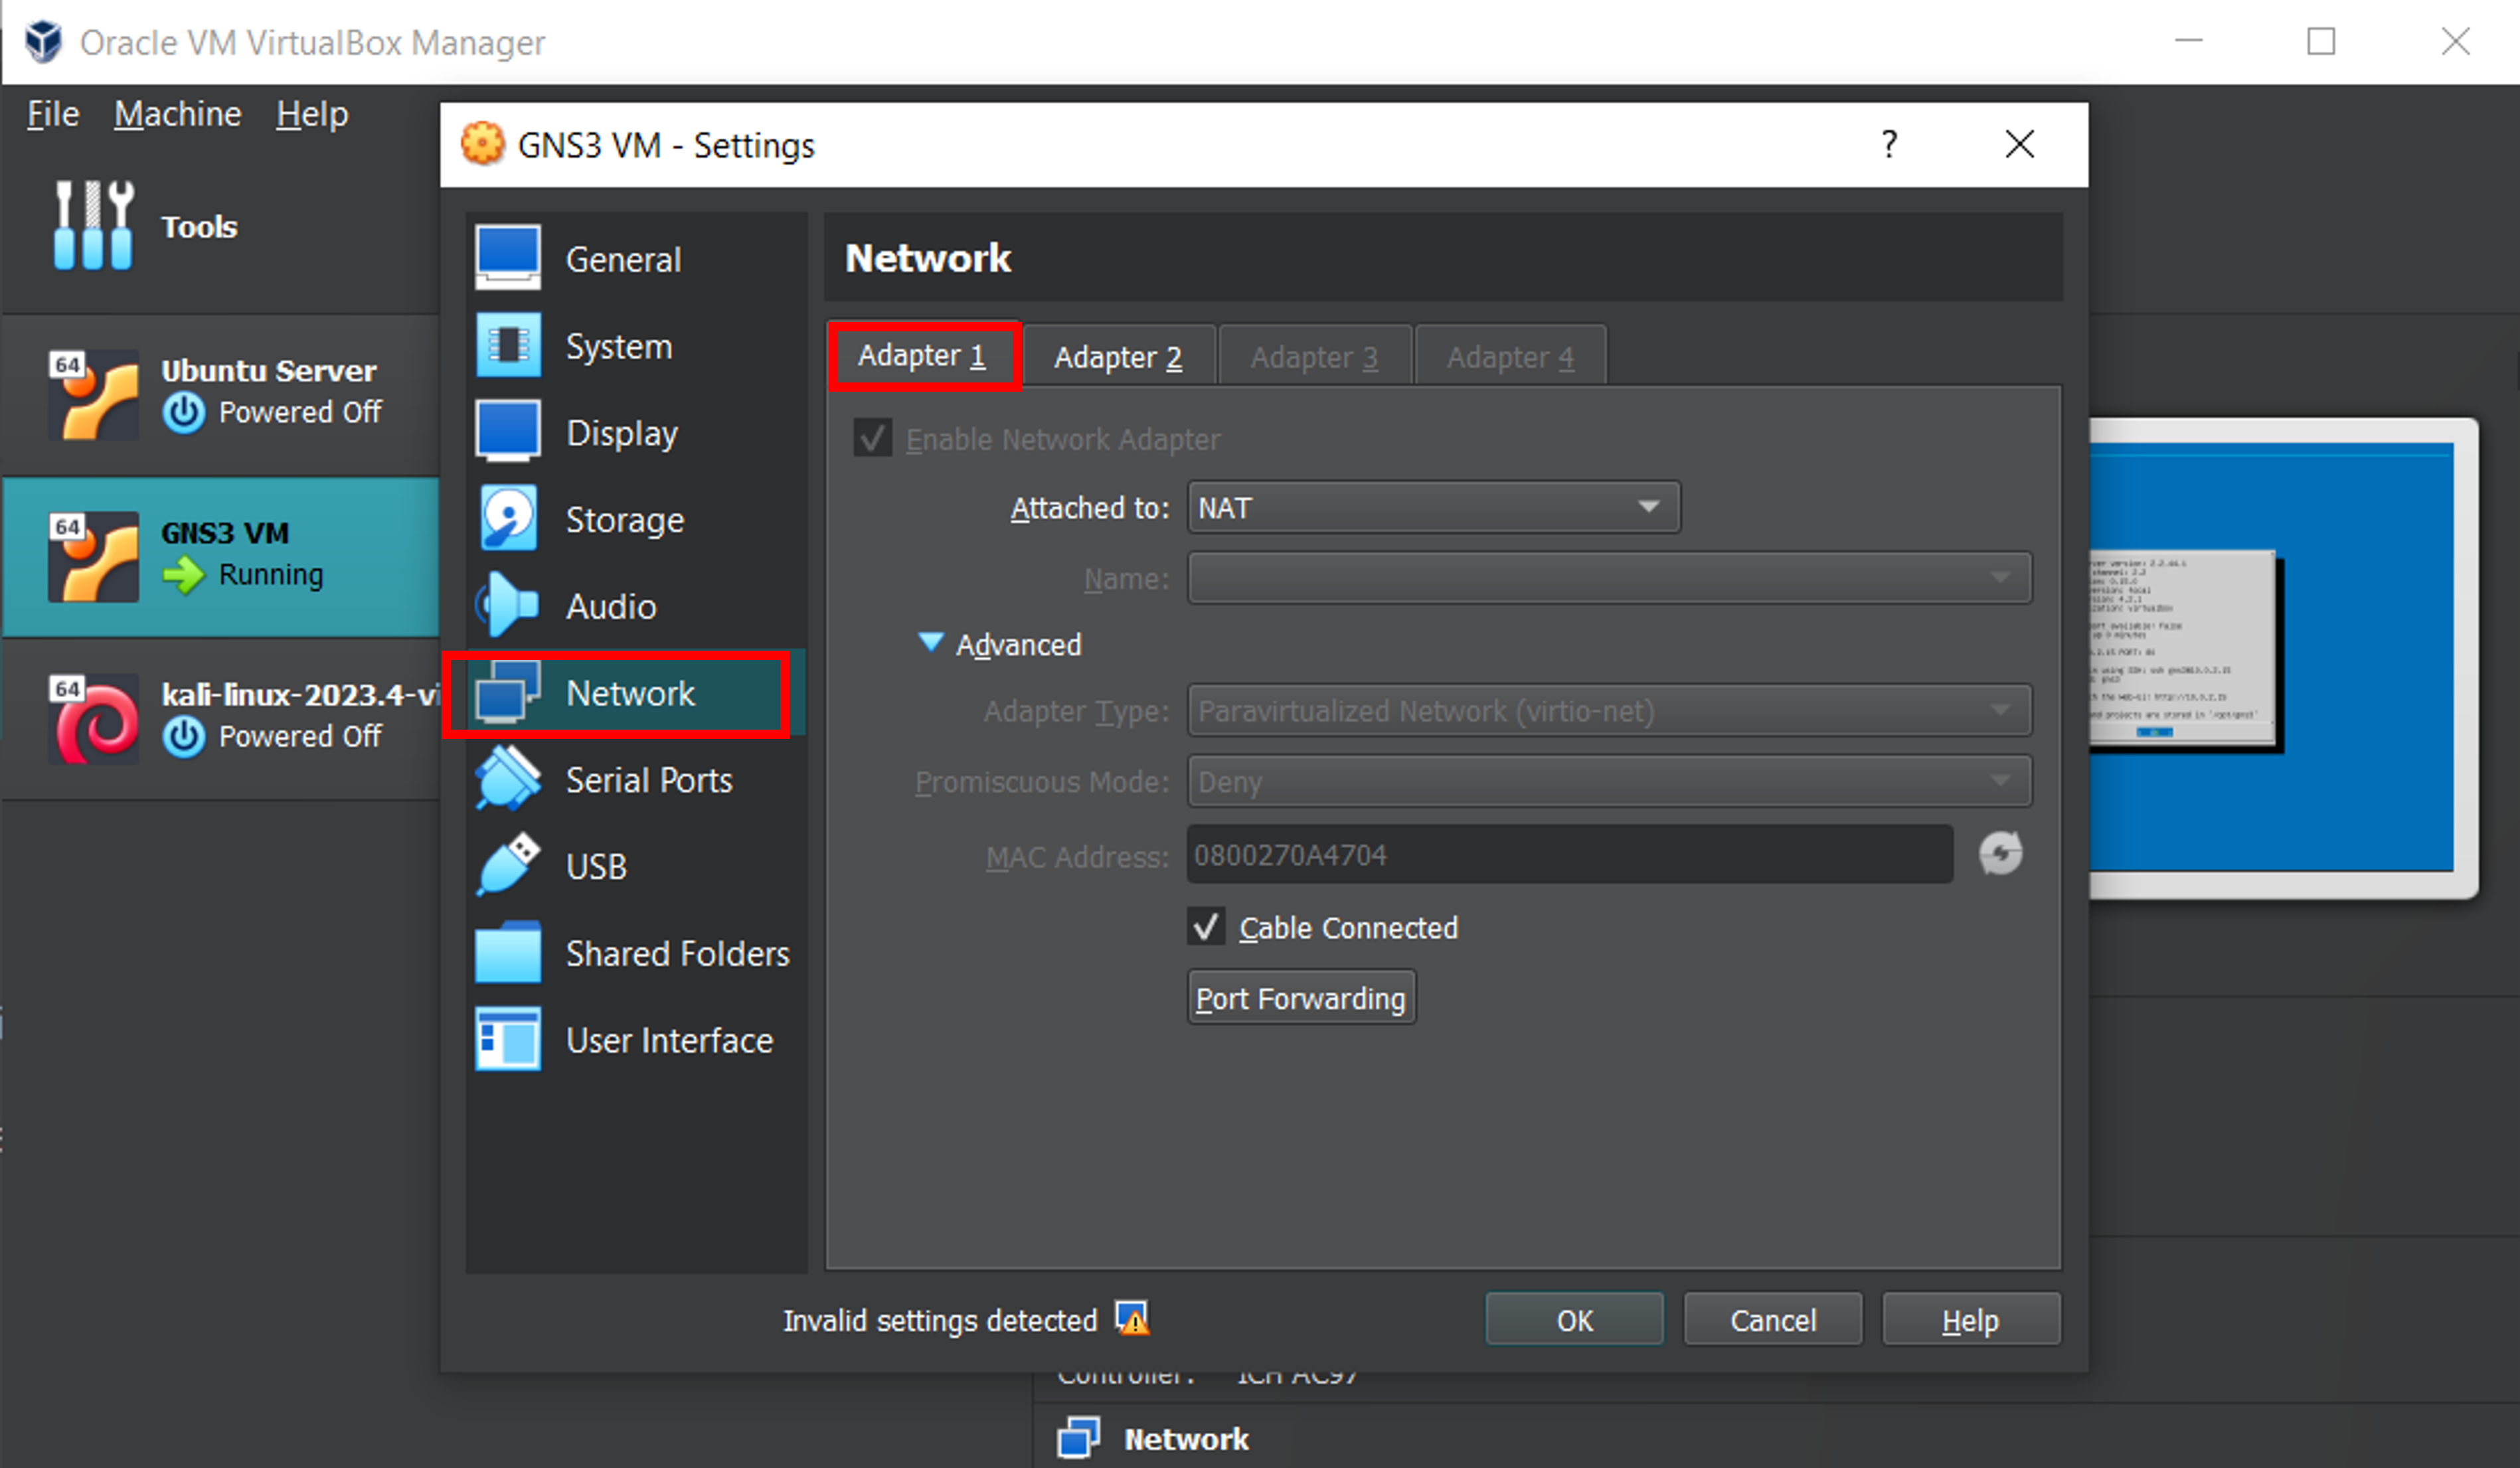 Oracle VM VirtualBox Manager
File Machine Help
Tools
64
Ubuntu Server
Powered Off
64
GNS3 VM
Running
64
kali-linux-2023.4-vi
Powered Off
GNS3 VM - Settings
?
General
System
Display
Storage
Audio
Network
Serial Ports
USB
Shared Folders
User Interface
Network
Adapter 1 Adapter 2 Adapter 3 Adapter 4
Enable Network Adapter
Attached to: NAT
Name:
Advanced
Adapter Type: Paravirtualized Network (virtio-net)
Promiscuous Mode: Deny
MAC Address: 0800270A4704
Cable Connected
Port Forwarding
Invalid settings detected
OK Cancel Help
Controller: ICH AC97
Network